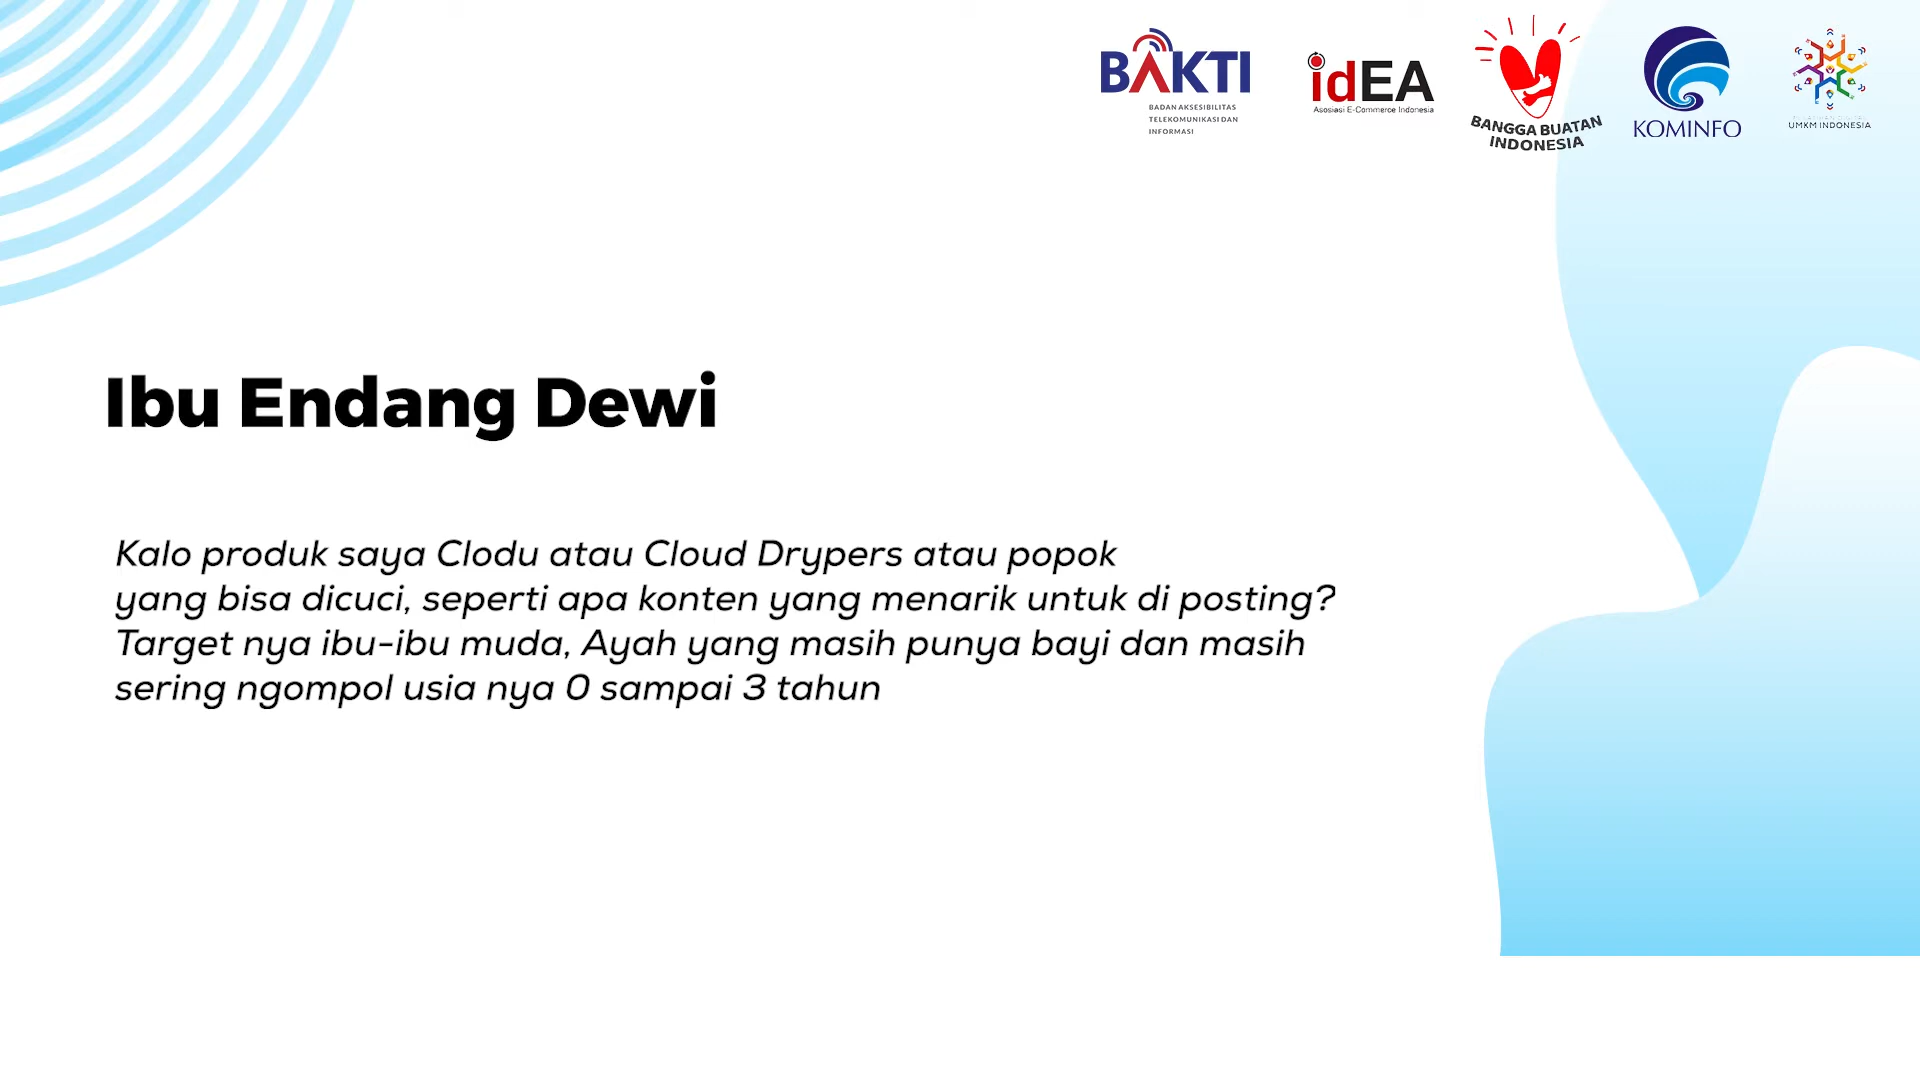 BAKTI
BADAN AKSESIBILITAS
TELEKOMUNIKASI DAN
INFORMASI
idEA
Asosiasi E-Commerce Indonesia
BANGGA BUATAN
INDONESIA
KOMINFO
UMKM INDONESIA
Ibu Endang Dewi
Kalo produk saya Clodu atau Cloud Drypers atau popok
yang bisa dicuci, seperti apa konten yang menarik untuk di posting?
Target nya ibu-ibu muda, Ayah yang masih punya bayi dan masih
sering ngompol usia nya 0 sampai 3 tahun